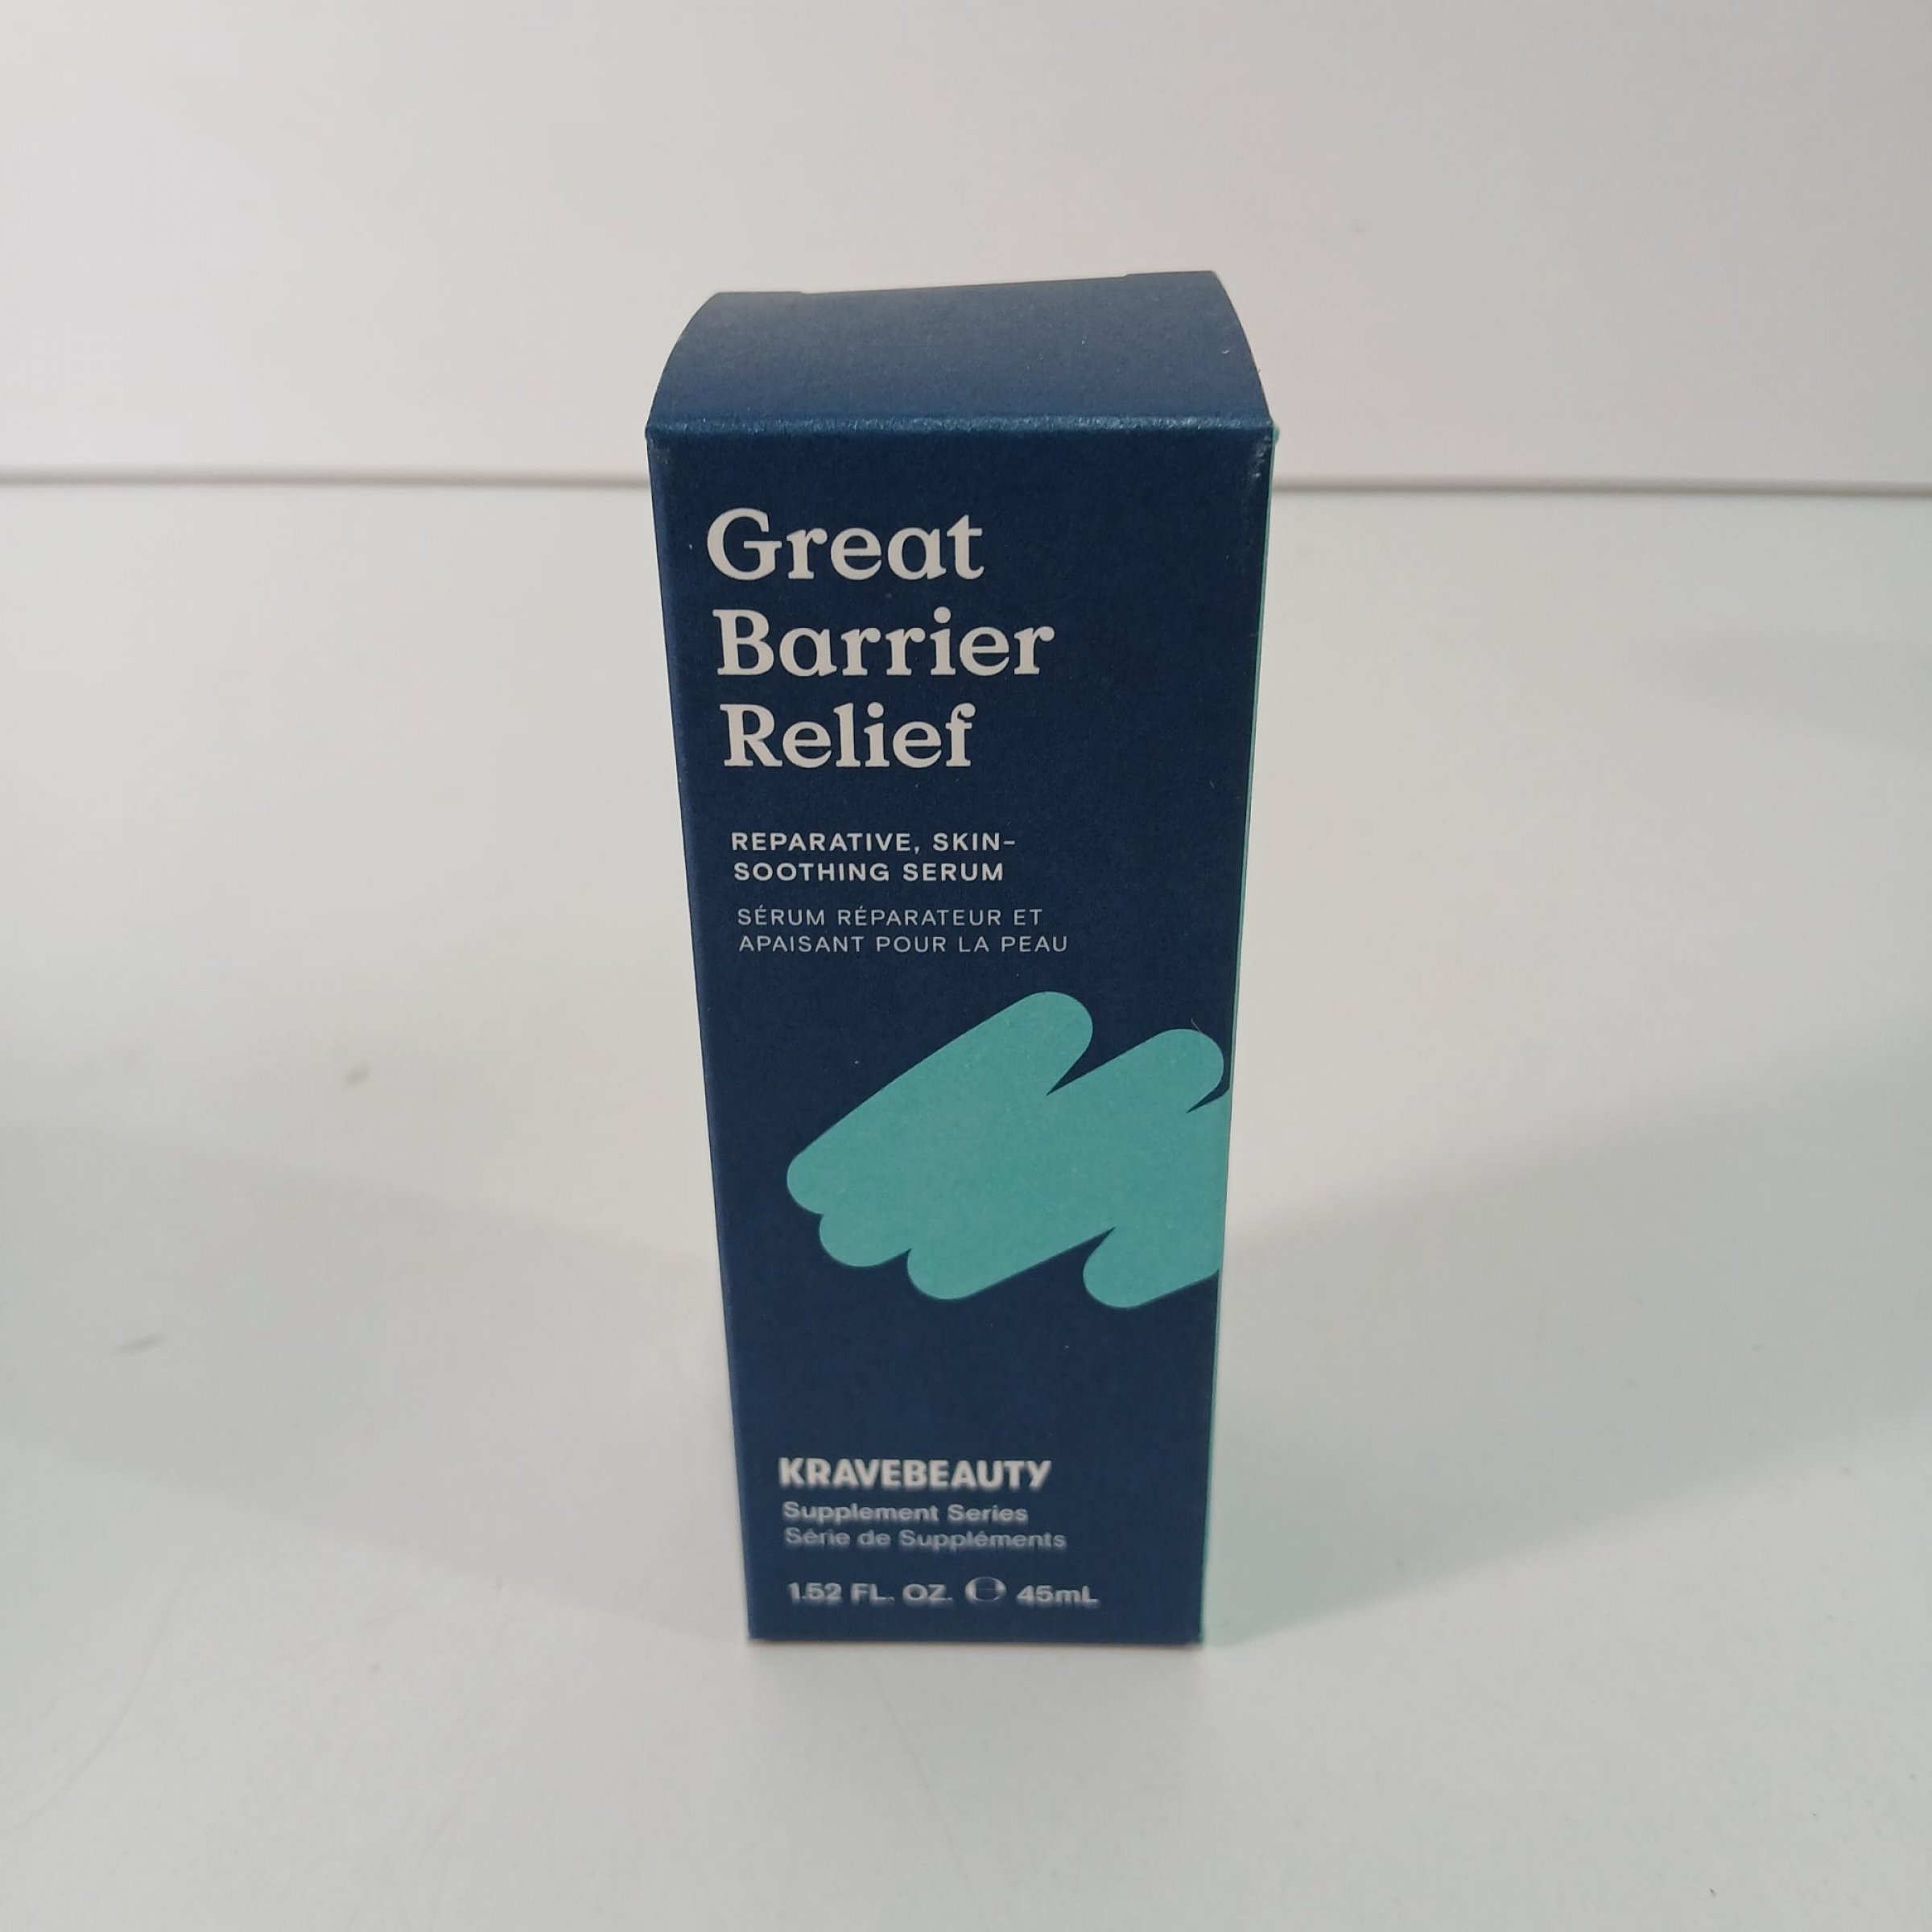 Great
Barrier
Relief
REPARATIVE, SKIN-
SOOTHING SERUM
SÉRUM RÉPARATEUR ET
APAISANT POUR LA PEAU
KRAVEBEAUTY
Supplement Series
Série de Suppléments
1.52 FL. OZ. ℮ 45mL